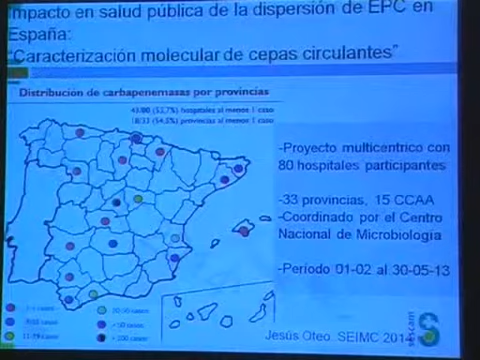 Impacto en salud pública de la dispersión de EPC en
España:
"Caracterización molecular de cepas circulantes"
Distribución de carbapenemasas por provincias
43/80 (53,7%) hospitales al menos 1 caso
18/33 (54,5%) provincias al menos 1 caso
-Proyecto multicentrico con
80 hospitales participantes
-33 provincias, 15 CCAA
-Coordinado por el Centro
Nacional de Microbiología
-Período 01-02 al 30-05-13
Jesús Oteo. SEIMC 2014
sescam